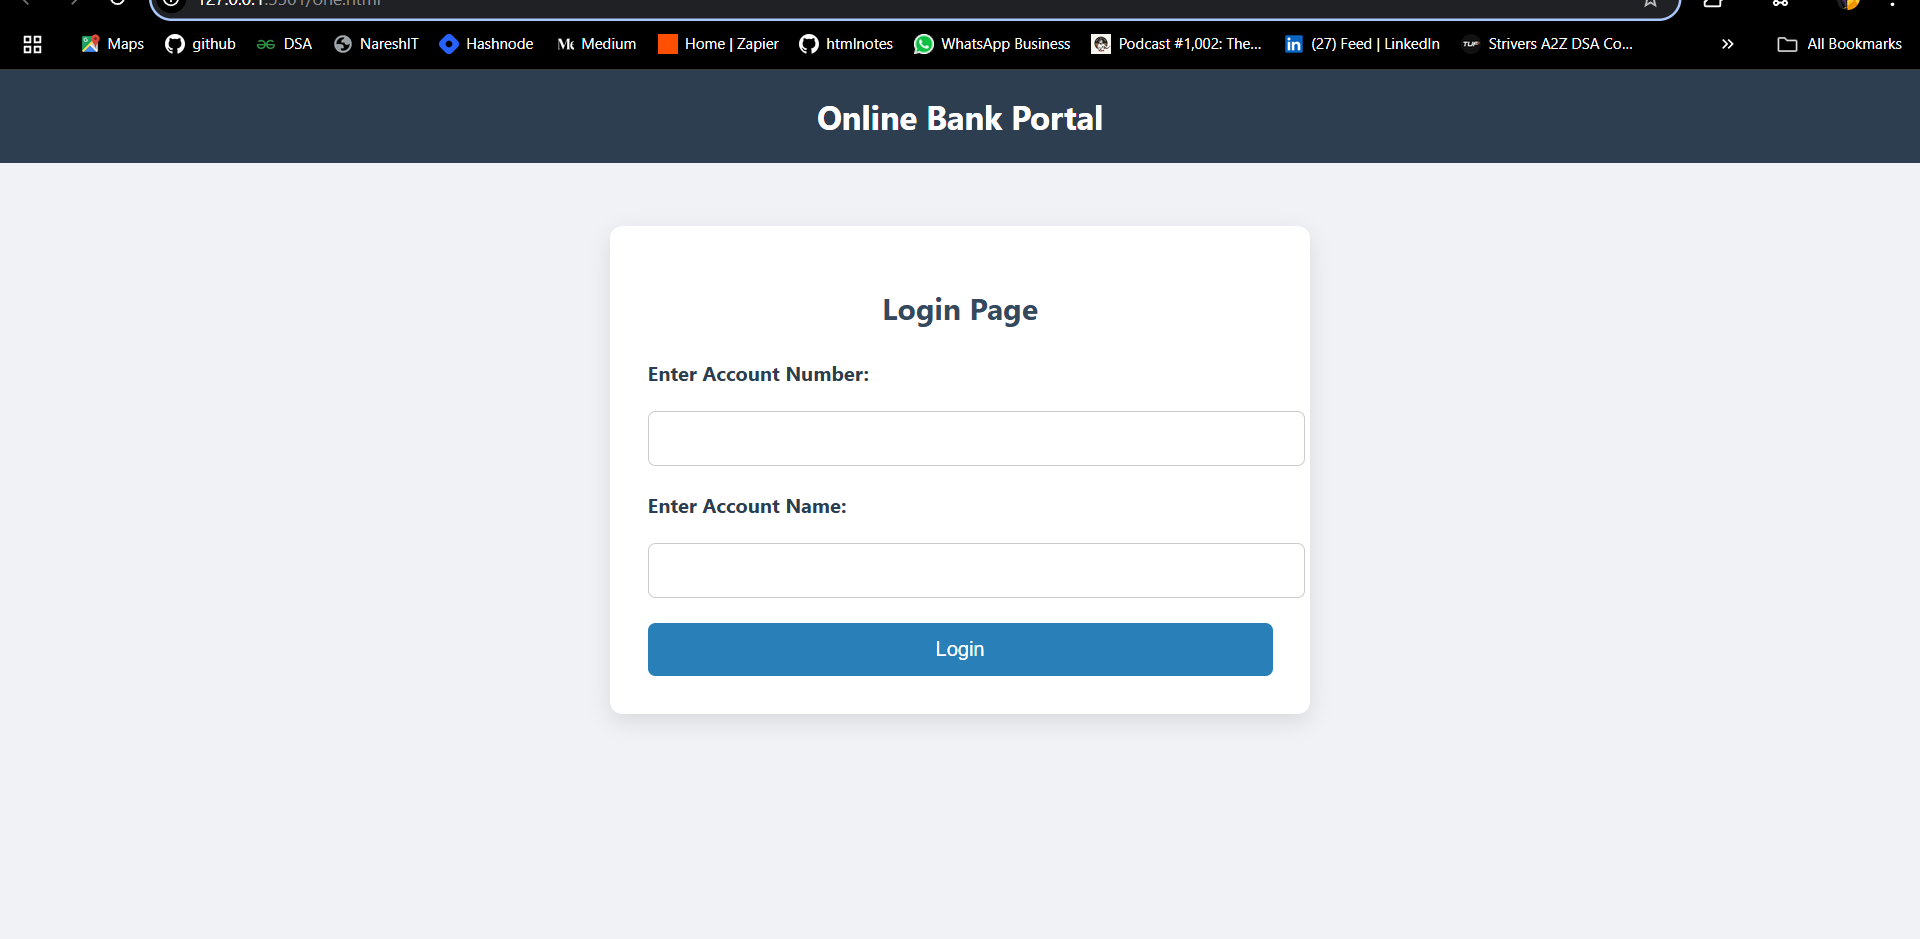 127.0.0.1:5501/one.html
Maps github DSA NareshIT Hashnode Medium Home | Zapier htmlnotes WhatsApp Business Podcast #1,002: The... (27) Feed | LinkedIn Strivers A2Z DSA Co... » All Bookmarks
Online Bank Portal
Login Page
Enter Account Number:
Enter Account Name:
Login